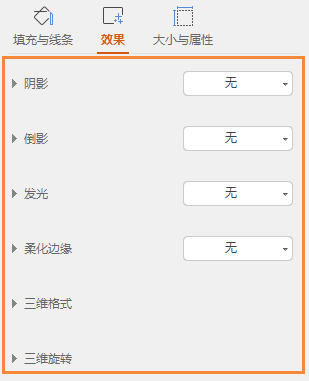 填充与线条 效果 大小与属性
阴影 无
倒影 无
发光 无
柔化边缘 无
三维格式
三维旋转